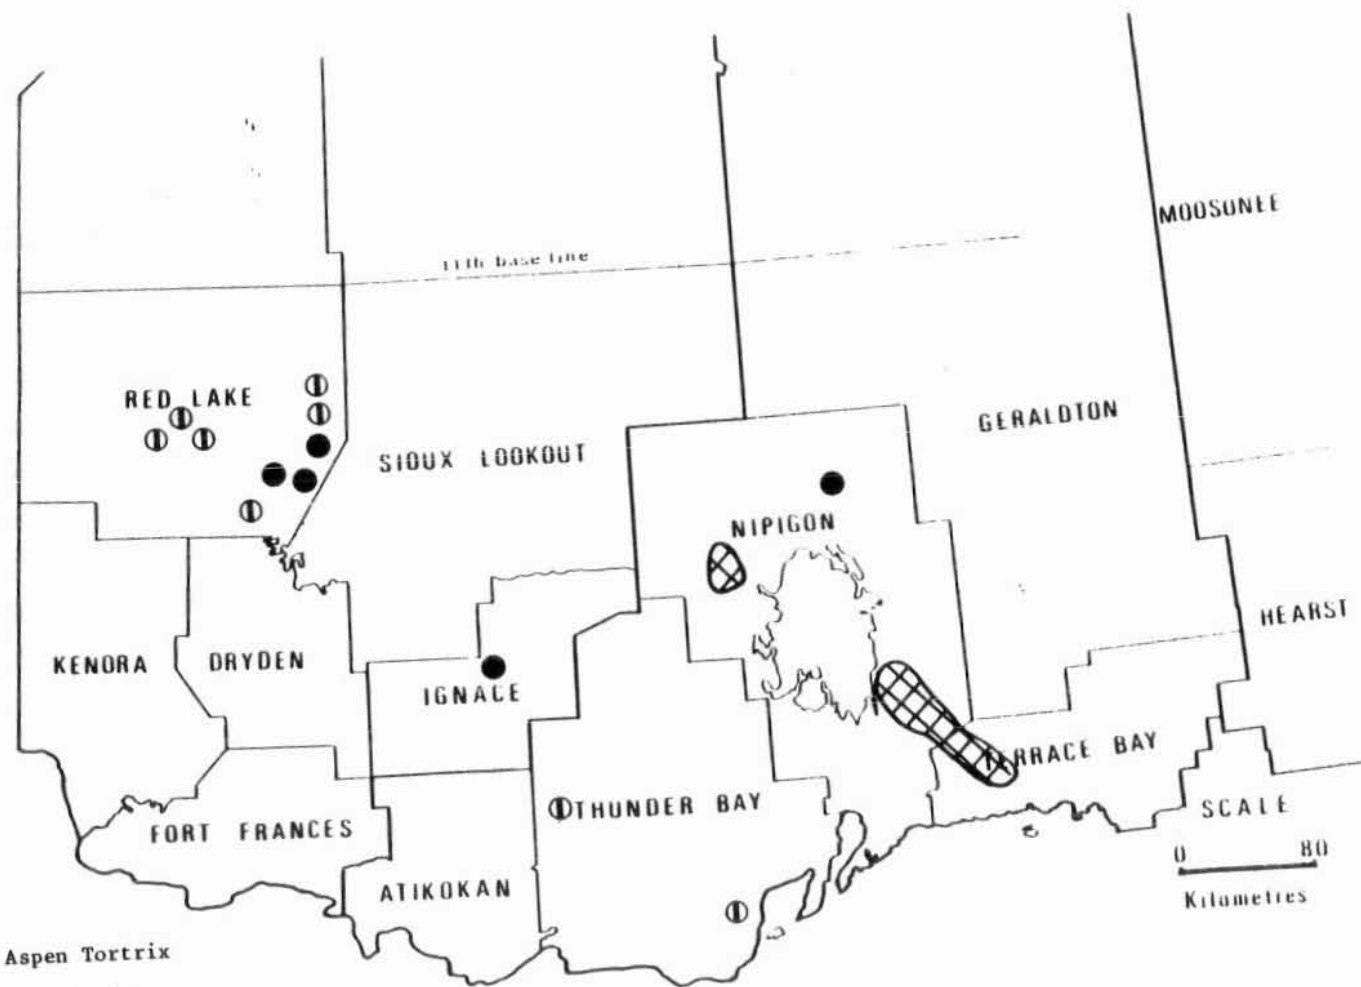 MOOSONEE
11th base line
RED LAKE
GERALDTON
SIOUX LOOKOUT
NIPIGON
HEARST
KENORA
DRYDEN
IGNACE
TERRACE BAY
THUNDER BAY
SCALE
FORT FRANCES
0 80
ATIKOKAN
Kilometres
Aspen Tortrix